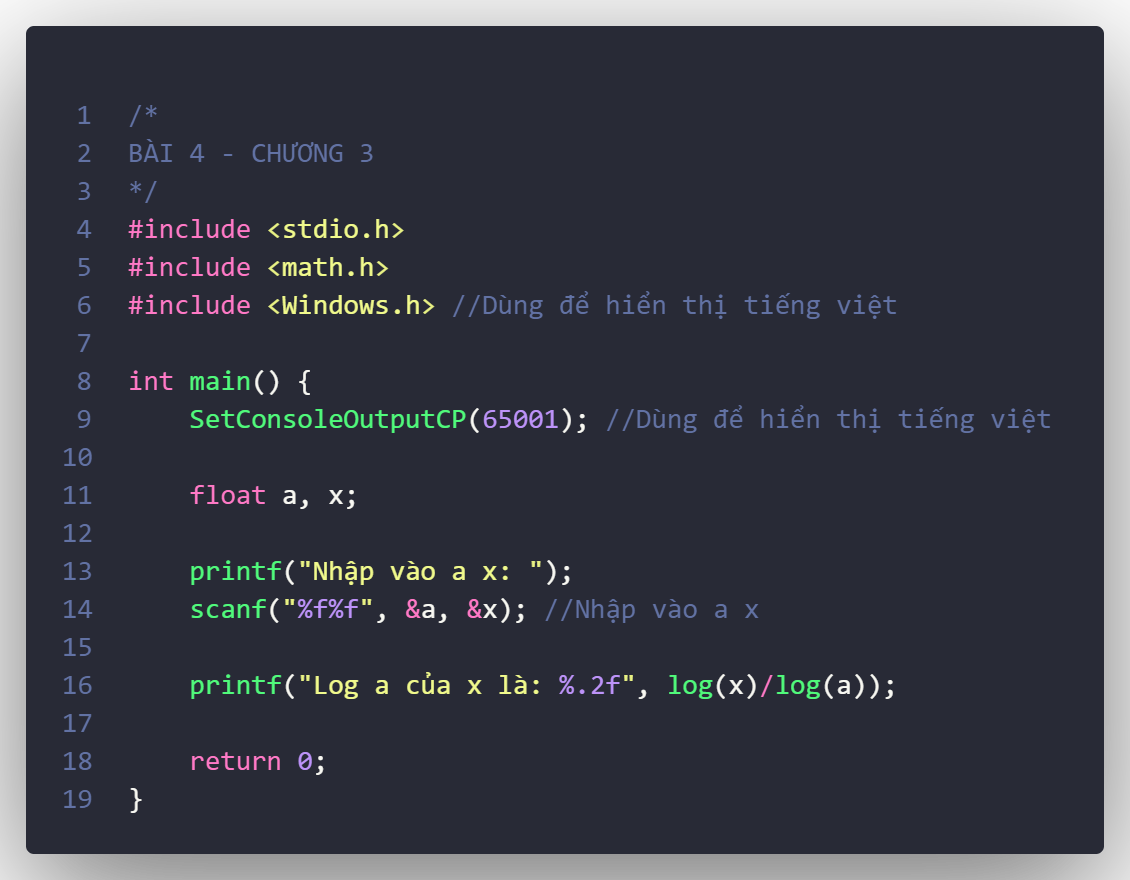 1 /*
2 BÀI 4 - CHƯƠNG 3
3 */
4 #include <stdio.h>
5 #include <math.h>
6 #include <Windows.h> //Dùng để hiển thị tiếng việt
7
8 int main() {
9     SetConsoleOutputCP(65001); //Dùng để hiển thị tiếng việt
10
11     float a, x;
12
13     printf("Nhập vào a x: ");
14     scanf("%f%f", &a, &x); //Nhập vào a x
15
16     printf("Log a của x là: %.2f", log(x)/log(a));
17
18     return 0;
19 }